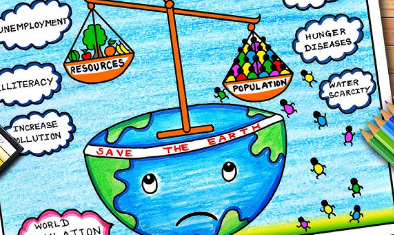 UNEMPLOYMENT
RESOURCES
POPULATION
HUNGER
DISEASES
ILLITERACY
WATER
SCARCITY
INCREASE
POLLUTION
SAVE THE EARTH
WORLD